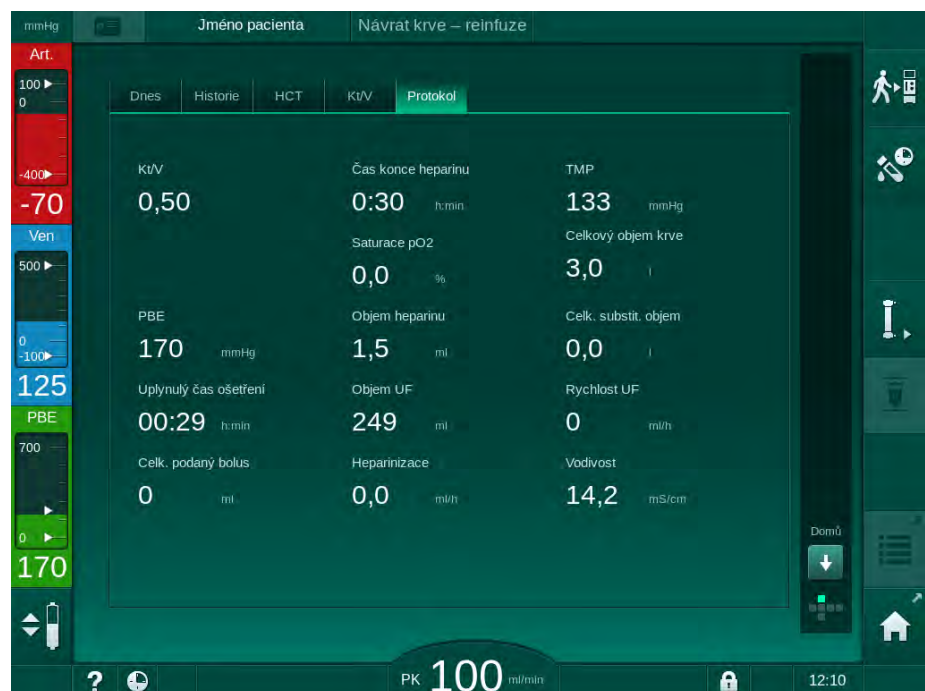 mmHg
Jméno pacienta
Návrat krve – reinfuze
Art.
100
0
-400
-70
Ven
500
0
-100
125
PBE
700
0
170
Dnes Historie HCT Kt/V Protokol
Kt/V
0,50
Čas konce heparinu
0:30 h:min
TMP
133 mmHg
Saturace pO2
0,0 %
Celkový objem krve
3,0 l
PBE
170 mmHg
Objem heparinu
1,5 ml
Celk. substit. objem
0,0 l
Uplynulý čas ošetření
00:29 h:min
Objem UF
249 ml
Rychlost UF
0 ml/h
Celk. podaný bolus
0 ml
Heparinizace
0,0 ml/h
Vodivost
14,2 mS/cm
Domů
?
PK 100 ml/min
12:10